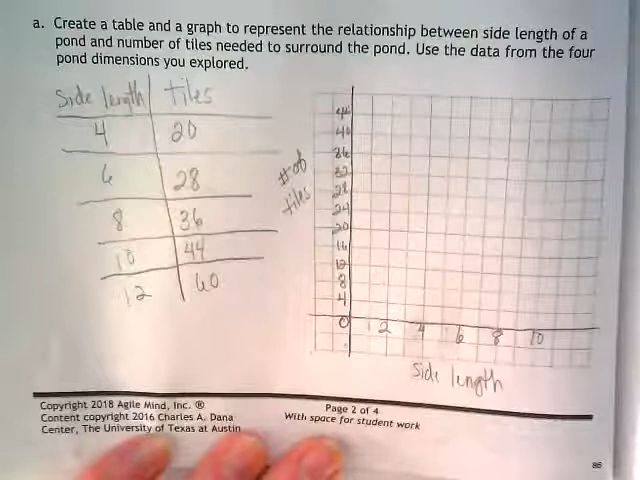 a. Create a table and a graph to represent the relationship between side length of a
pond and number of tiles needed to surround the pond. Use the data from the four
pond dimensions you explored.
Side length tiles
4 20
6 28
8 36
10 44
12 60
# of
tiles
44
40
36
32
28
24
20
16
12
8
4
0 2 4 6 8 10
Side length
Copyright 2018 Agile Mind, Inc. ®
Content copyright 2016 Charles A. Dana
Center, The University of Texas at Austin
Page 2 of 4
With space for student work
86